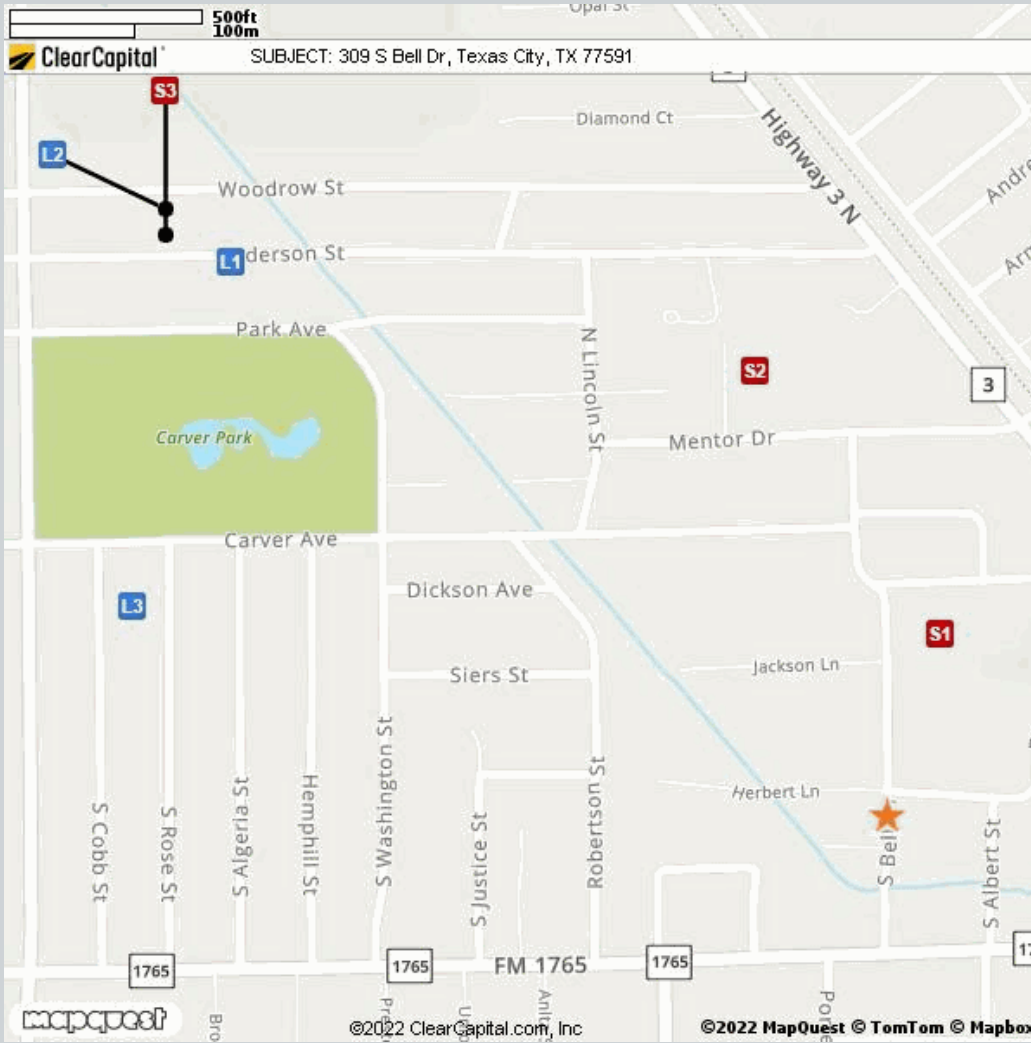 500ft
100m
Opal St
ClearCapital
SUBJECT: 309 S Bell Dr, Texas City, TX 77591
S3
Diamond Ct
Highway 3 N
L2
Woodrow St
L1
derson St
Park Ave
N Lincoln St
S2
3
Carver Park
Mentor Dr
Carver Ave
Dickson Ave
L3
S1
Jackson Ln
Siers St
Herbert Ln
S Cobb St
S Rose St
S Algeria St
Hemphill St
S Washington St
S Justice St
Robertson St
S Bell
S Albert St
1765
1765
FM 1765
1765
mapquest
©2022 ClearCapital.com, Inc
©2022 MapQuest © TomTom © Mapbox